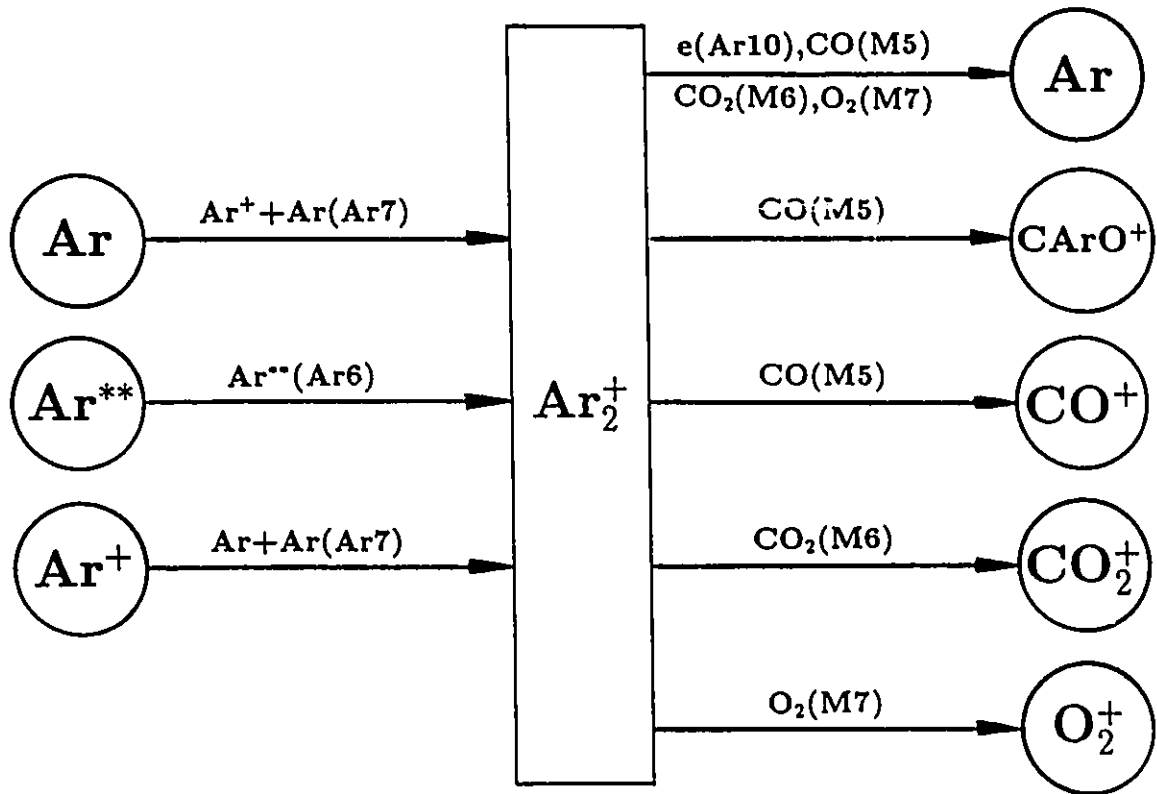 e(Ar10),CO(M5)
CO₂(M6),O₂(M7)
Ar
Ar
Ar⁺+Ar(Ar7)
CO(M5)
CArO⁺
Ar**
Ar**(Ar6)
Ar₂⁺
CO(M5)
CO⁺
Ar⁺
Ar+Ar(Ar7)
CO₂(M6)
CO₂⁺
O₂(M7)
O₂⁺